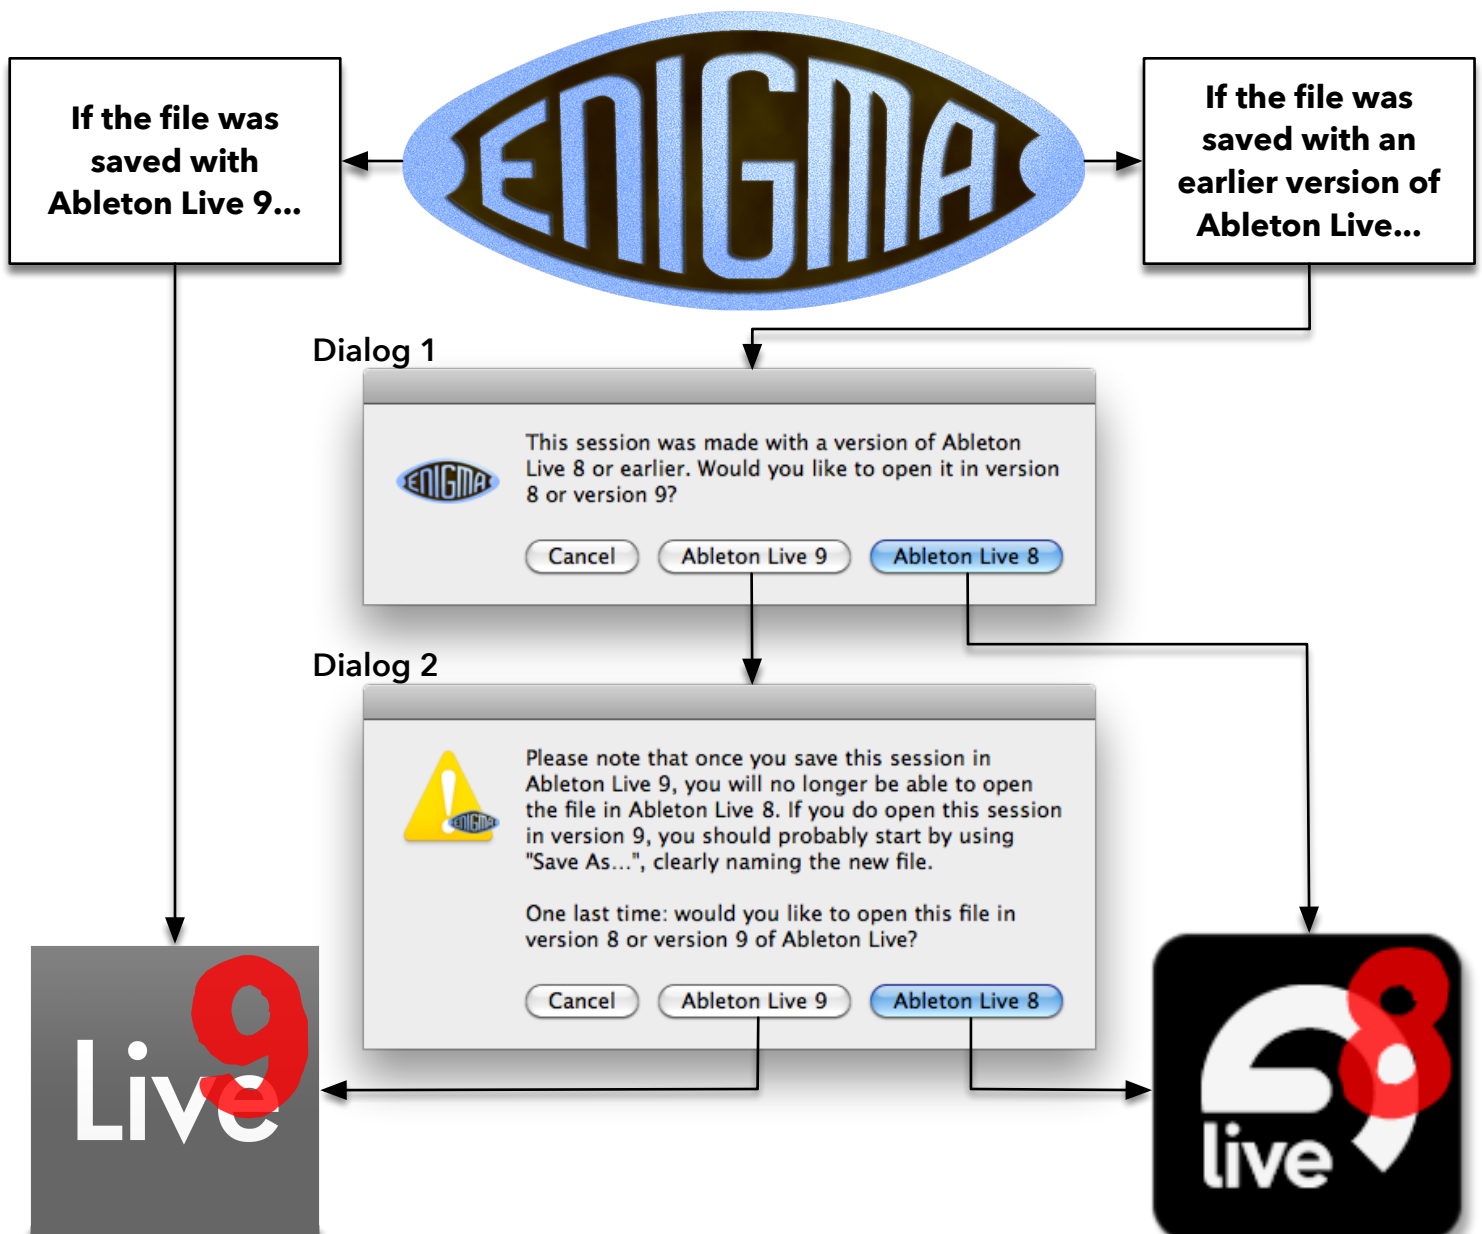 ENIGMA
If the file was
saved with
Ableton Live 9...
If the file was
saved with an
earlier version of
Ableton Live...
Dialog 1
ENIGMA
This session was made with a version of Ableton
Live 8 or earlier. Would you like to open it in version
8 or version 9?
Cancel
Ableton Live 9
Ableton Live 8
Dialog 2
ENIGMA
Please note that once you save this session in
Ableton Live 9, you will no longer be able to open
the file in Ableton Live 8. If you do open this session
in version 9, you should probably start by using
"Save As...", clearly naming the new file.
One last time: would you like to open this file in
version 8 or version 9 of Ableton Live?
Cancel
Ableton Live 9
Ableton Live 8
Live
9
live
8